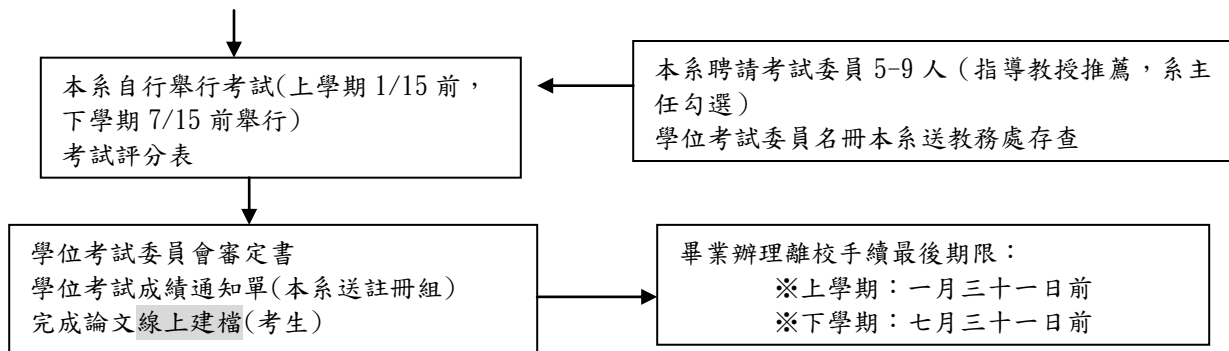 本系自行舉行考試(上學期 1/15 前，
下學期 7/15 前舉行)
考試評分表
本系聘請考試委員 5-9 人（指導教授推薦，系主
任勾選）
學位考試委員名冊本系送教務處存查
學位考試委員會審定書
學位考試成績通知單(本系送註冊組)
完成論文線上建檔(考生)
畢業辦理離校手續最後期限：
※上學期：一月三十一日前
※下學期：七月三十一日前